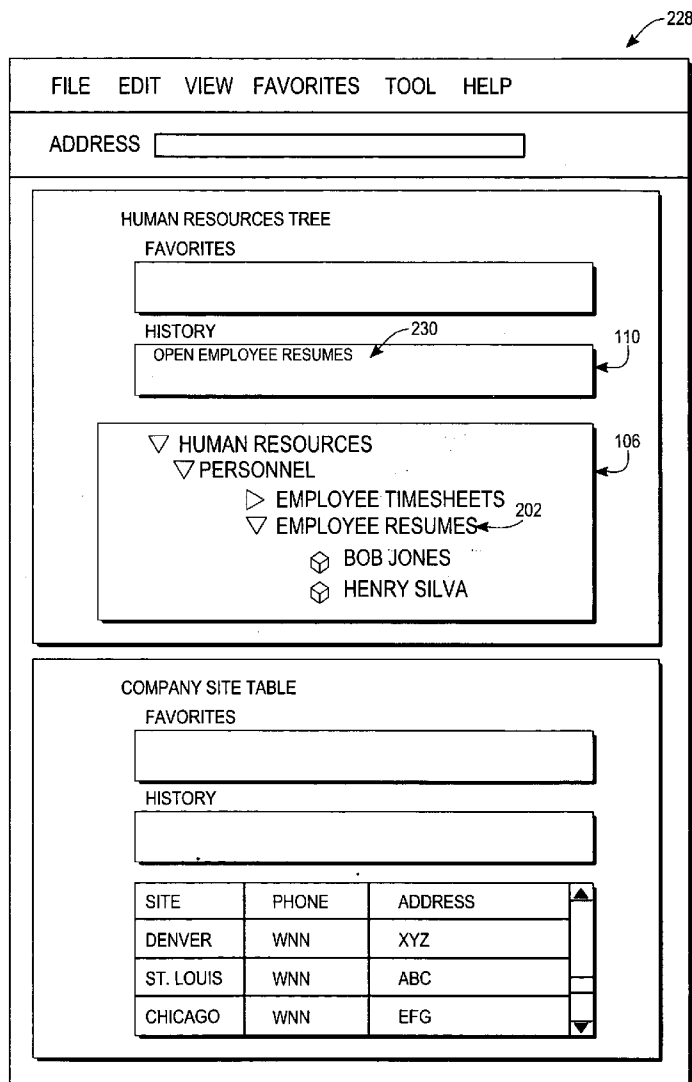 228
FILE EDIT VIEW FAVORITES TOOL HELP
ADDRESS
HUMAN RESOURCES TREE
FAVORITES
HISTORY
230
OPEN EMPLOYEE RESUMES
110
HUMAN RESOURCES
106
PERSONNEL
EMPLOYEE TIMESHEETS
EMPLOYEE RESUMES
202
BOB JONES
HENRY SILVA
COMPANY SITE TABLE
FAVORITES
HISTORY
SITE PHONE ADDRESS
DENVER WNN XYZ
ST. LOUIS WNN ABC
CHICAGO WNN EFG